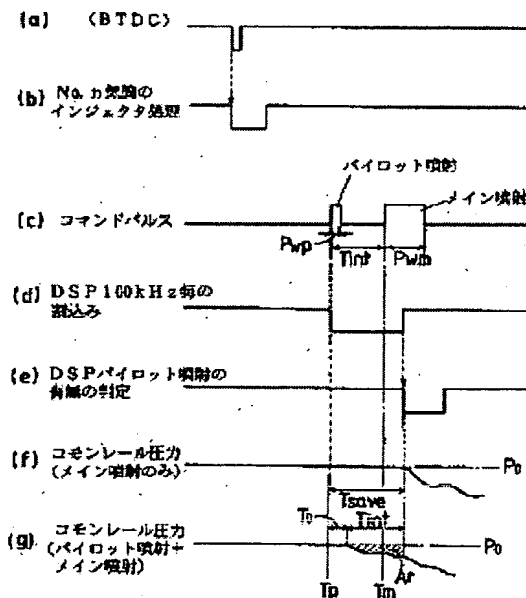 (a) (BTDC)
(b) No.n気筒の
インジェクタ処理
パイロット噴射
メイン噴射
(c) コマンドパルス
Pwp
Tint
Pwm
(d) DSP100kHz毎の
割込み
(e) DSPパイロット噴射の
有無の判定
(f) コモンレール圧力
(メイン噴射のみ)
P0
Tsave
(g) コモンレール圧力
(パイロット噴射+
メイン噴射)
TD
Tint
P0
Tp
Tm
Ar